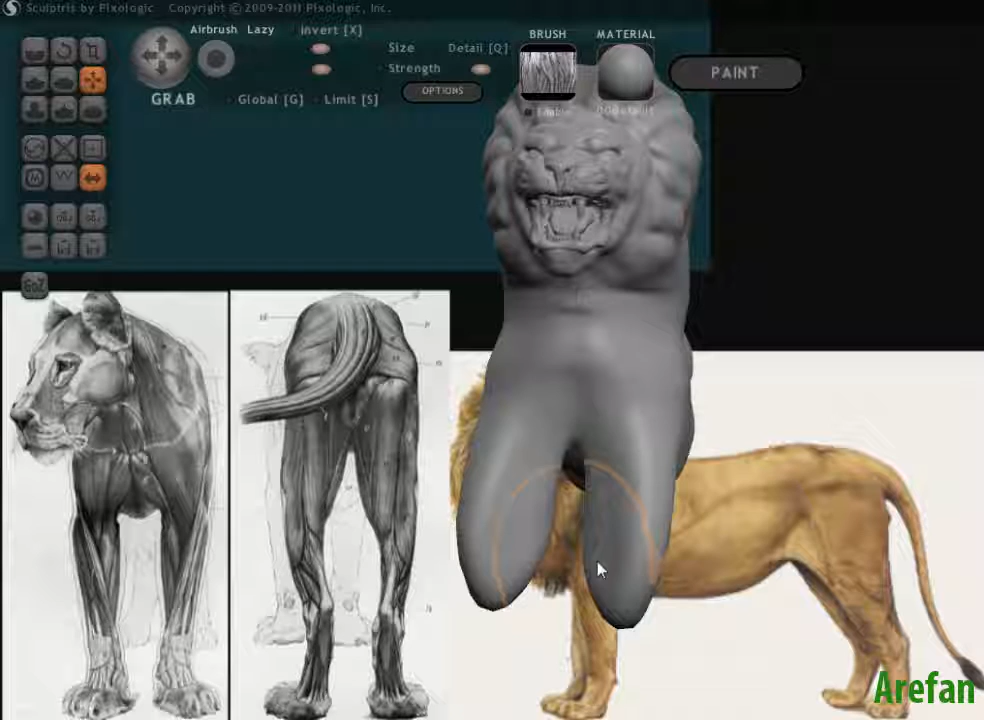 Sculptris by Pixologic   Copyright © 2009-2011 Pixologic, Inc.
Airbrush Lazy Invert [X]
Size Detail [Q]
Strength
OPTIONS
GRAB Global [G] Limit [S]
BRUSH MATERIAL
Enable
PAINT
GoZ
Arefan